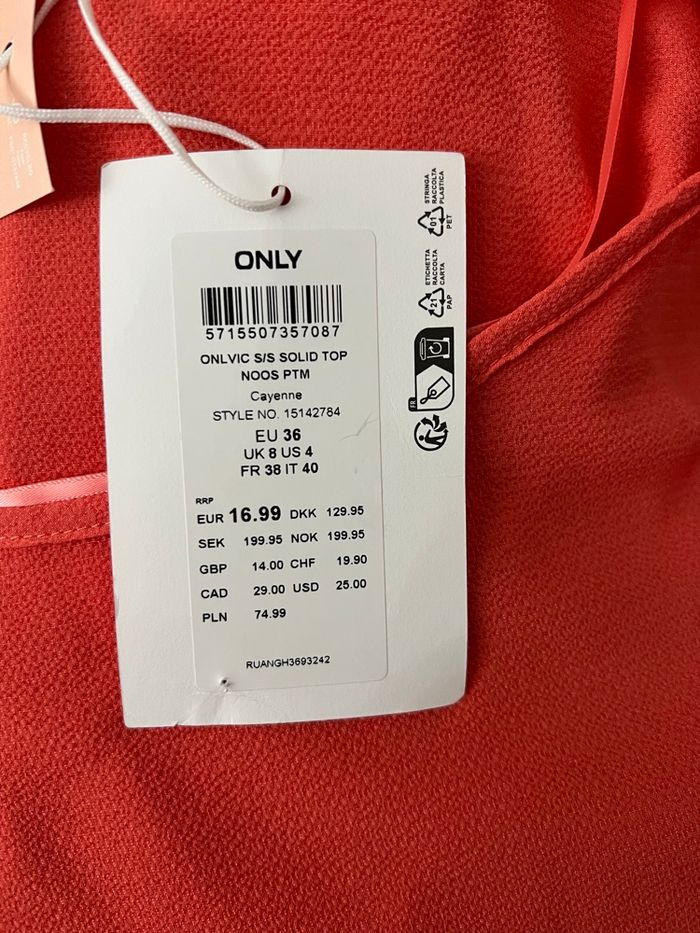 ONLY
5715507357087
ONLVIC S/S SOLID TOP
NOOS PTM
Cayenne
STYLE NO. 15142784
EU 36
UK 8 US 4
FR 38 IT 40
RRP
EUR 16.99 DKK 129.95
SEK 199.95 NOK 199.95
GBP 14.00 CHF 19.90
CAD 29.00 USD 25.00
PLN 74.99
RUANGH3693242
STRINGA
RACCOLTA
PLASTICA
01
PET
ETICHETTA
RACCOLTA
CARTA
21
PAP
FR